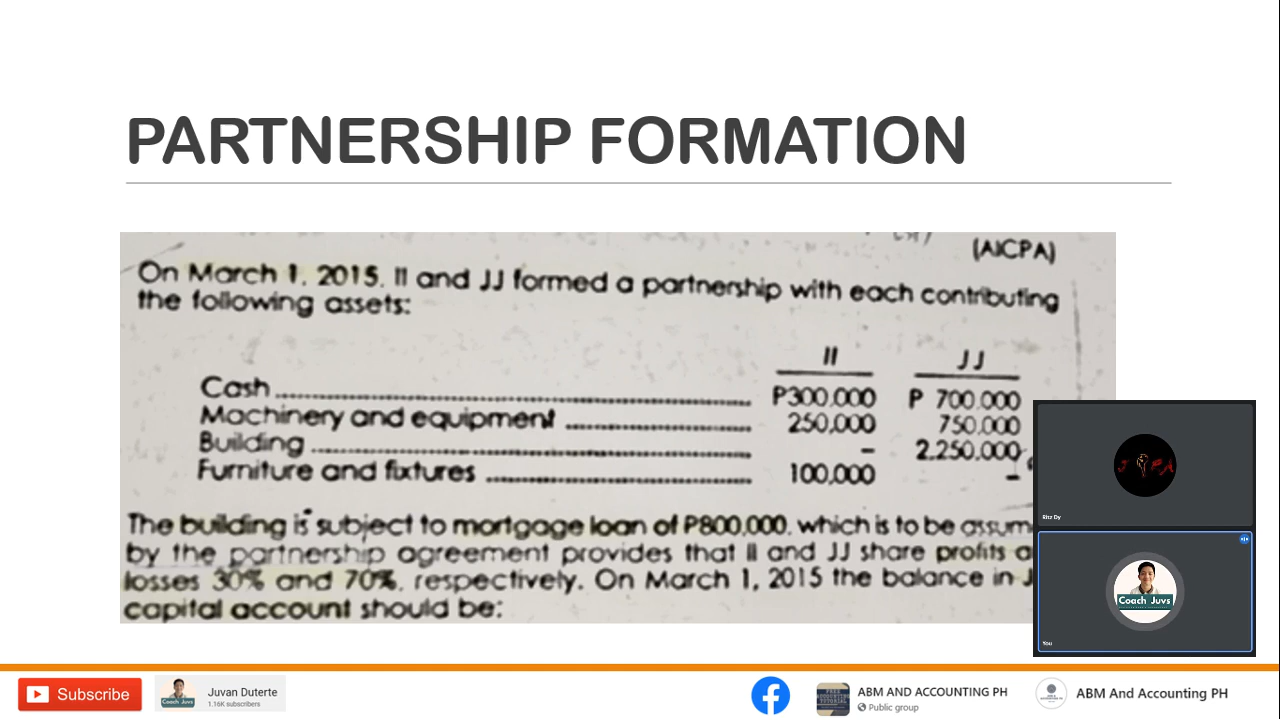 PARTNERSHIP FORMATION
(AICPA)
On March 1, 2015, II and JJ formed a partnership with each contributing
the following assets:
II JJ
Cash ........ P300,000 P 700,000
Machinery and equipment ........ 250,000 750,000
Building ........ – 2,250,000
Furniture and fixtures ........ 100,000 –
The building is subject to mortgage loan of P800,000, which is to be assum
by the partnership agreement provides that II and JJ share profits a
losses 30% and 70%, respectively. On March 1, 2015 the balance in J
capital account should be:
Ritz Dy
Coach Juvs
You
Subscribe
Coach Juvs
Juvan Duterte
1.16K subscribers
FREE ACCOUNTING TUTORIAL
ABM AND ACCOUNTING PH
Public group
ABM And Accounting PH